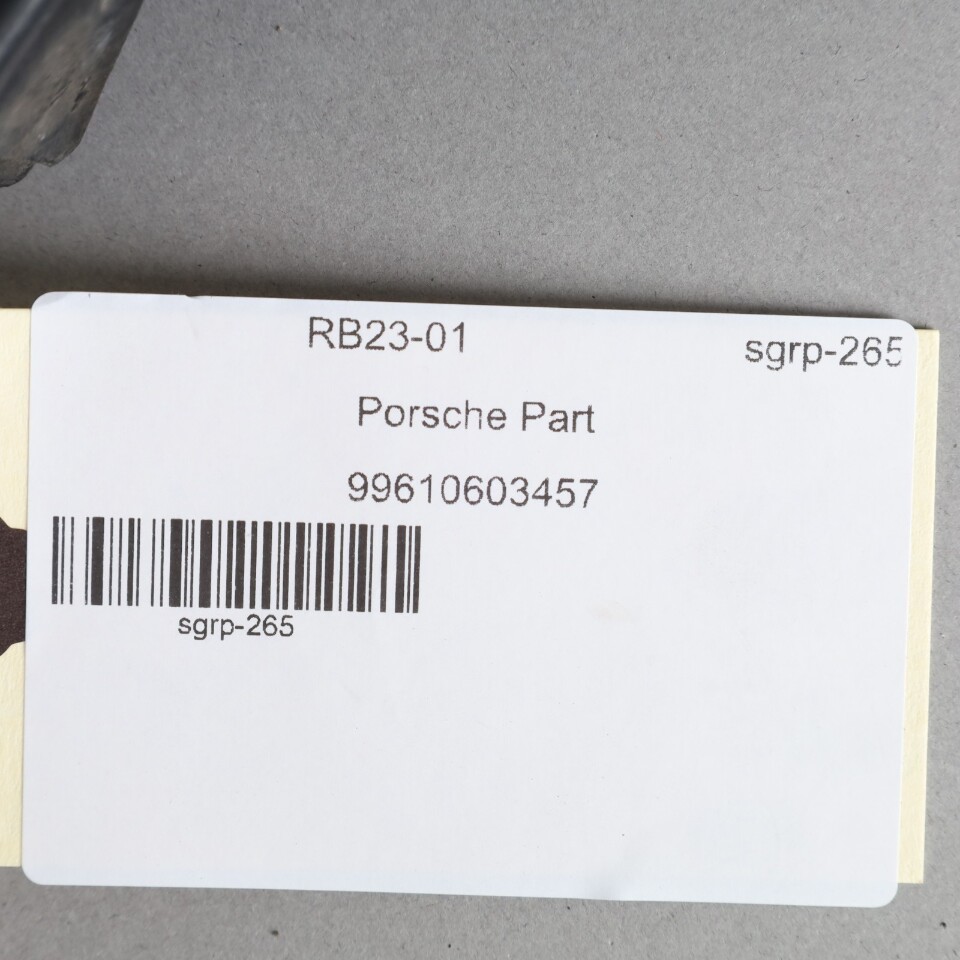 RB23-01
sgrp-265
Porsche Part
99610603457
sgrp-265